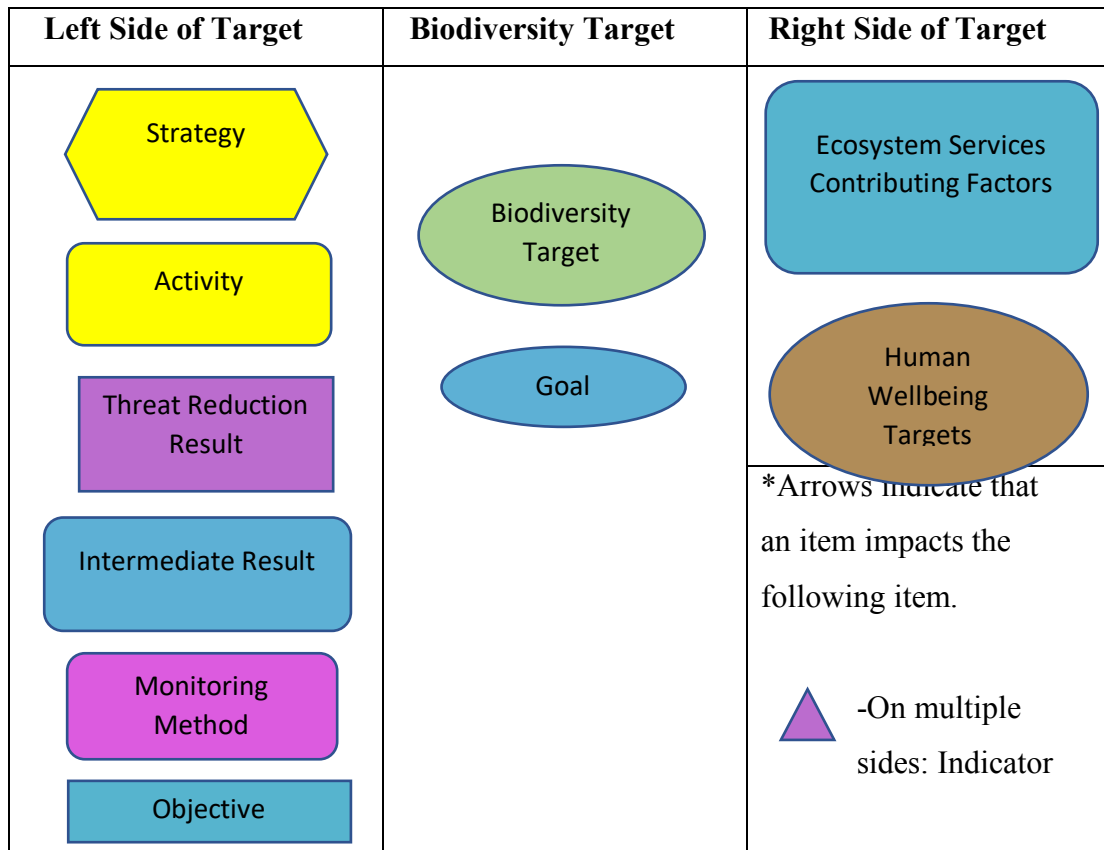 Left Side of Target
Biodiversity Target
Right Side of Target
Strategy
Activity
Threat Reduction
Result
Intermediate Result
Monitoring
Method
Objective
Biodiversity
Target
Goal
Ecosystem Services
Contributing Factors
Human
Wellbeing
Targets
*Arrows indicate that
an item impacts the
following item.
-On multiple
sides: Indicator